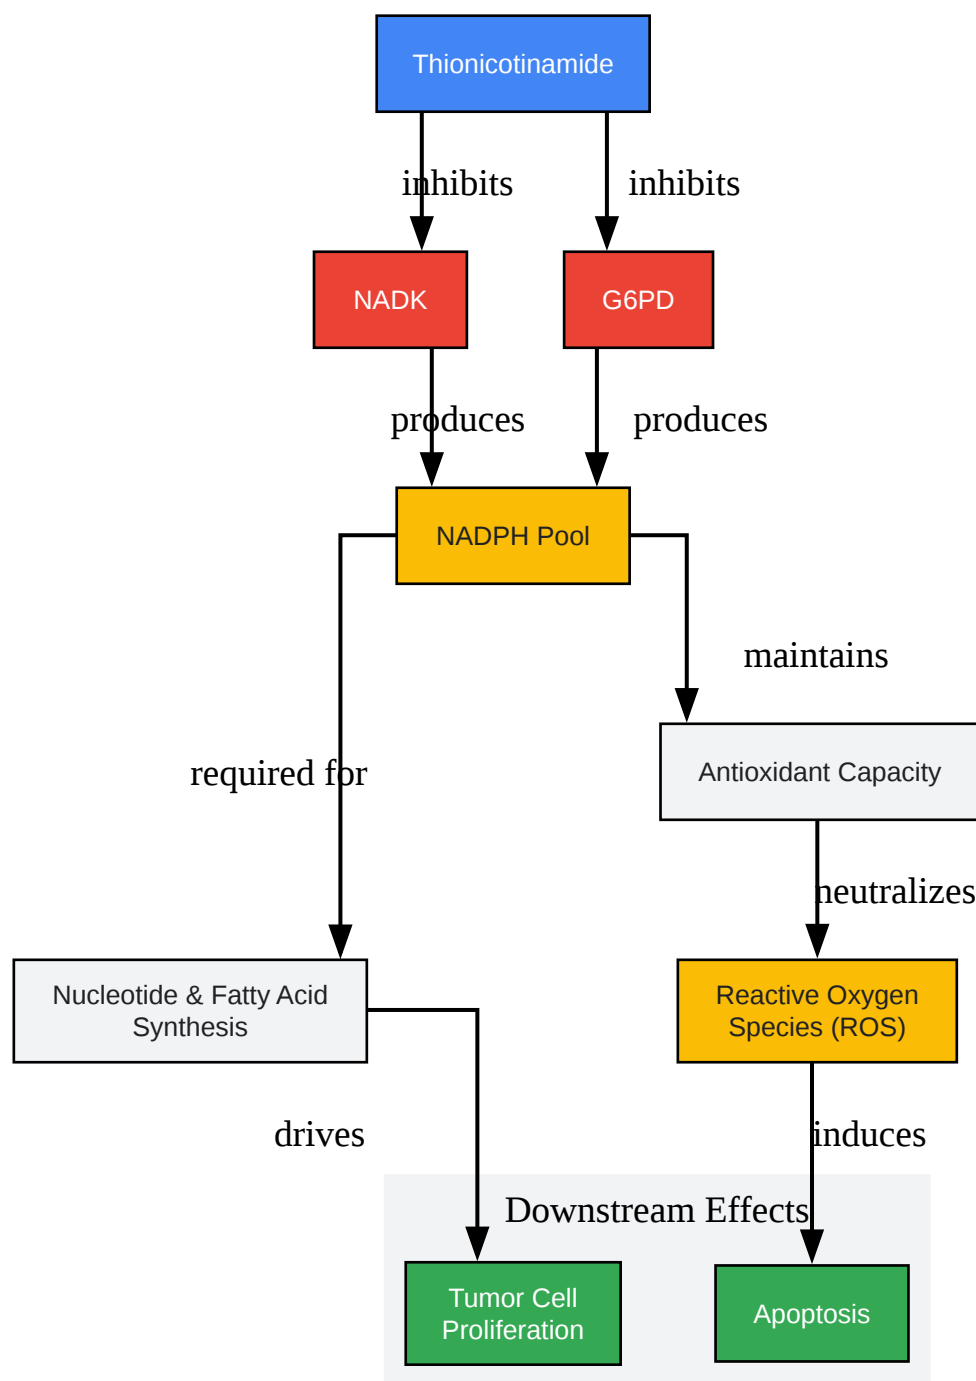 Thionicotinamide
inhibits
inhibits
NADK
G6PD
produces
produces
NADPH Pool
maintains
required for
Antioxidant Capacity
neutralizes
Nucleotide & Fatty Acid
Synthesis
Reactive Oxygen
Species (ROS)
drives
induces
Downstream Effects
Tumor Cell
Proliferation
Apoptosis